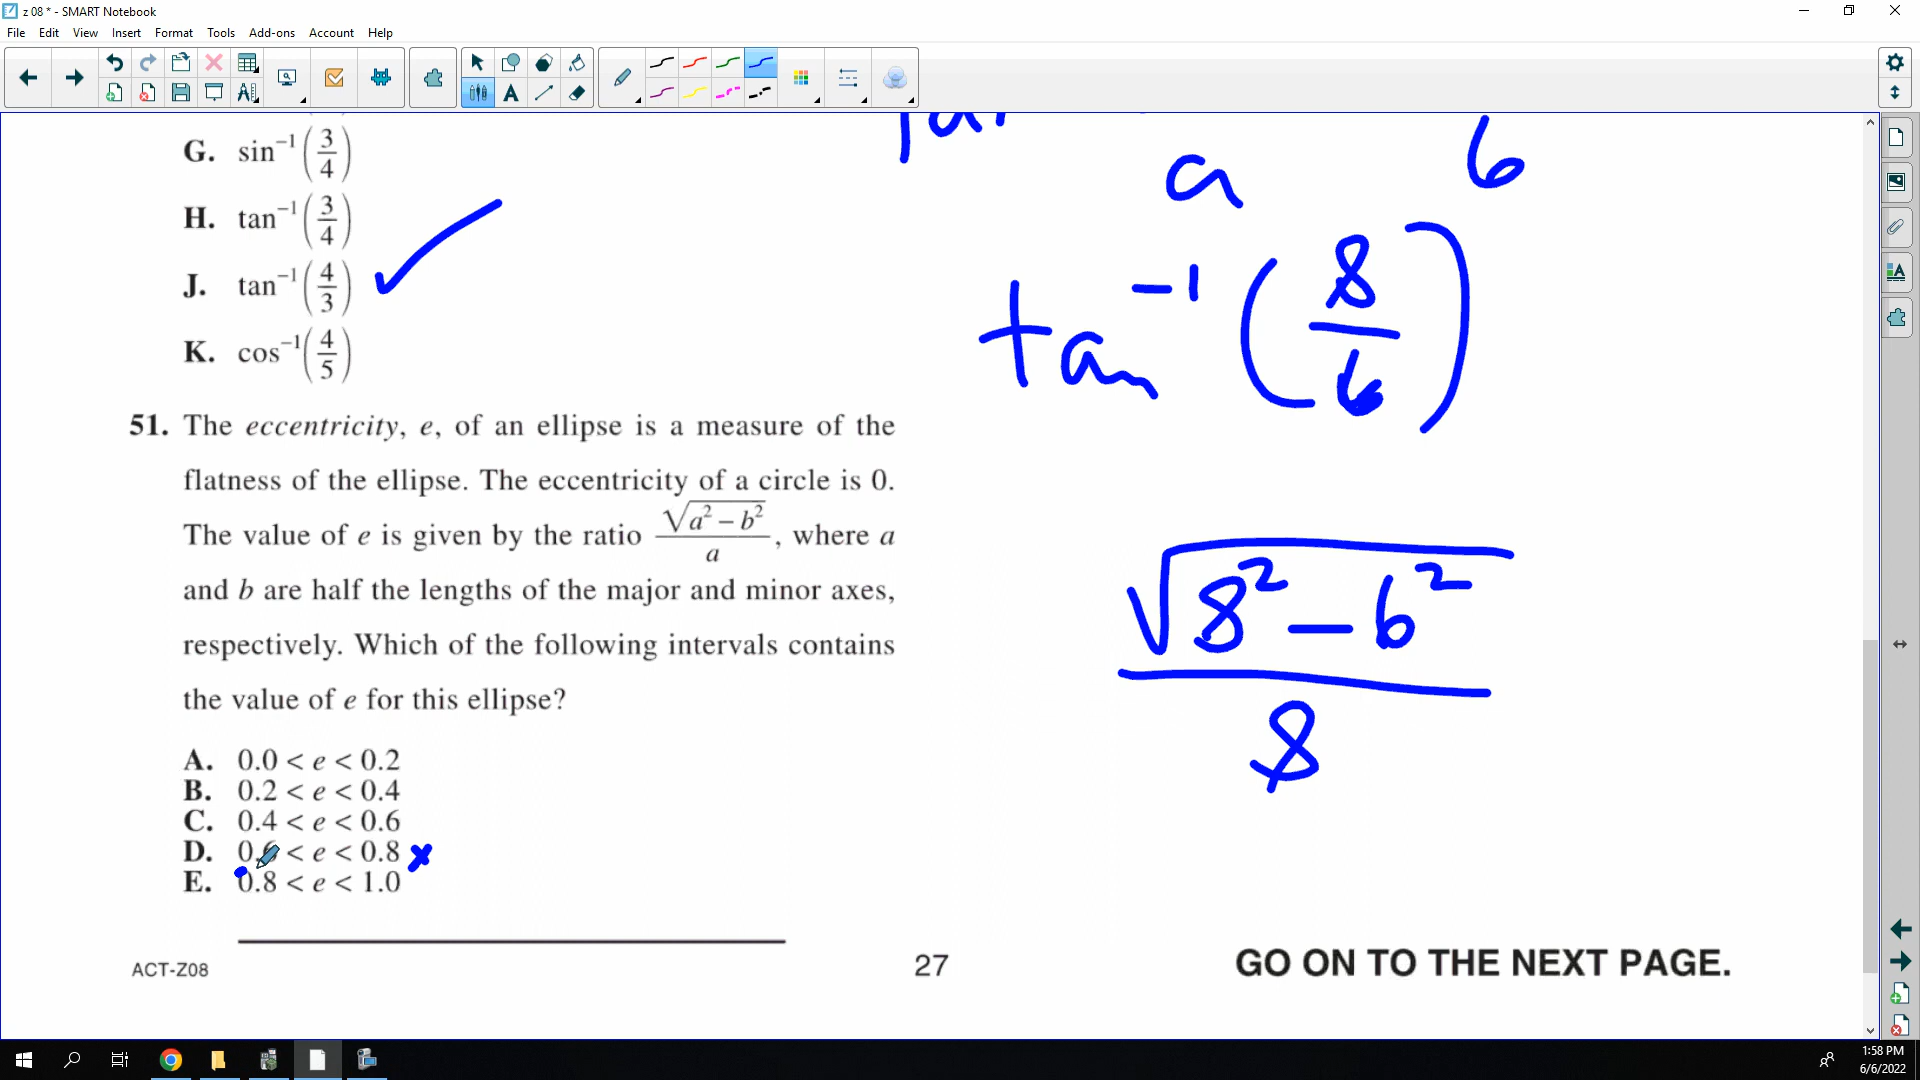 z 08 * - SMART Notebook
File Edit View Insert Format Tools Add-ons Account Help
a 6
G. sin⁻¹(3/4)
H. tan⁻¹(3/4)
J. tan⁻¹(4/3)
K. cos⁻¹(4/5)
tan⁻¹(8/6)
51. The eccentricity, e, of an ellipse is a measure of the
flatness of the ellipse. The eccentricity of a circle is 0.
The value of e is given by the ratio √(a² – b²)/a, where a
and b are half the lengths of the major and minor axes,
respectively. Which of the following intervals contains
the value of e for this ellipse?
√(8² – 6²)/8
A. 0.0 < e < 0.2
B. 0.2 < e < 0.4
C. 0.4 < e < 0.6
D. 0.6 < e < 0.8 x
E. 0.8 < e < 1.0
ACT-Z08 27 GO ON TO THE NEXT PAGE.
1:58 PM
6/6/2022